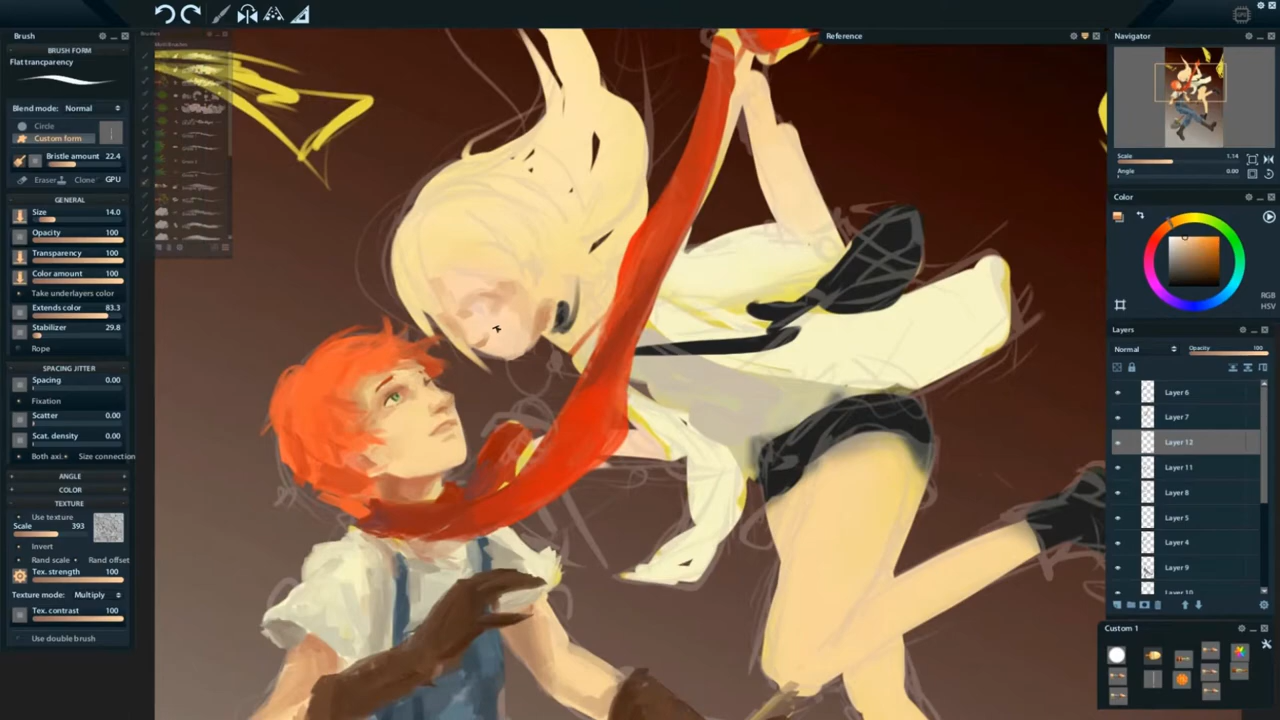 Brush
BRUSH FORM
Flat trancparency
Blend mode: Normal
Circle
Custom form
Bristle amount 22.4
Eraser Clone GPU
GENERAL
Size 14.0
Opacity 100
Transparency 100
Color amount 100
Take underlayers color
Extends color 83.3
Stabilizer 29.8
Rope
SPACING JITTER
Spacing 0.00
Fixation
Scatter 0.00
Scat. density 0.00
Both axi. Size connection
ANGLE
COLOR
TEXTURE
Use texture
Scale 393
Invert
Rand scale Rand offset
Tex. strength 100
Texture mode: Multiply
Tex. contrast 100
Use double brush
Reference
Navigator
Scale 1.14
Angle 0.00
Color
RGB
HSV
Layers
Normal Opacity 100
Layer 6
Layer 7
Layer 12
Layer 11
Layer 8
Layer 5
Layer 4
Layer 9
Layer 10
Custom 1